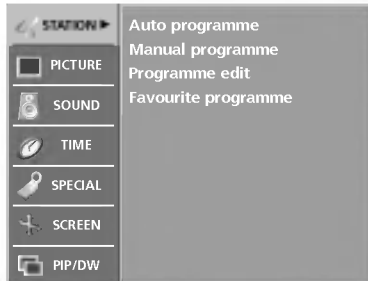 STATION
PICTURE
SOUND
TIME
SPECIAL
SCREEN
PIP/DW
Auto programme
Manual programme
Programme edit
Favourite programme